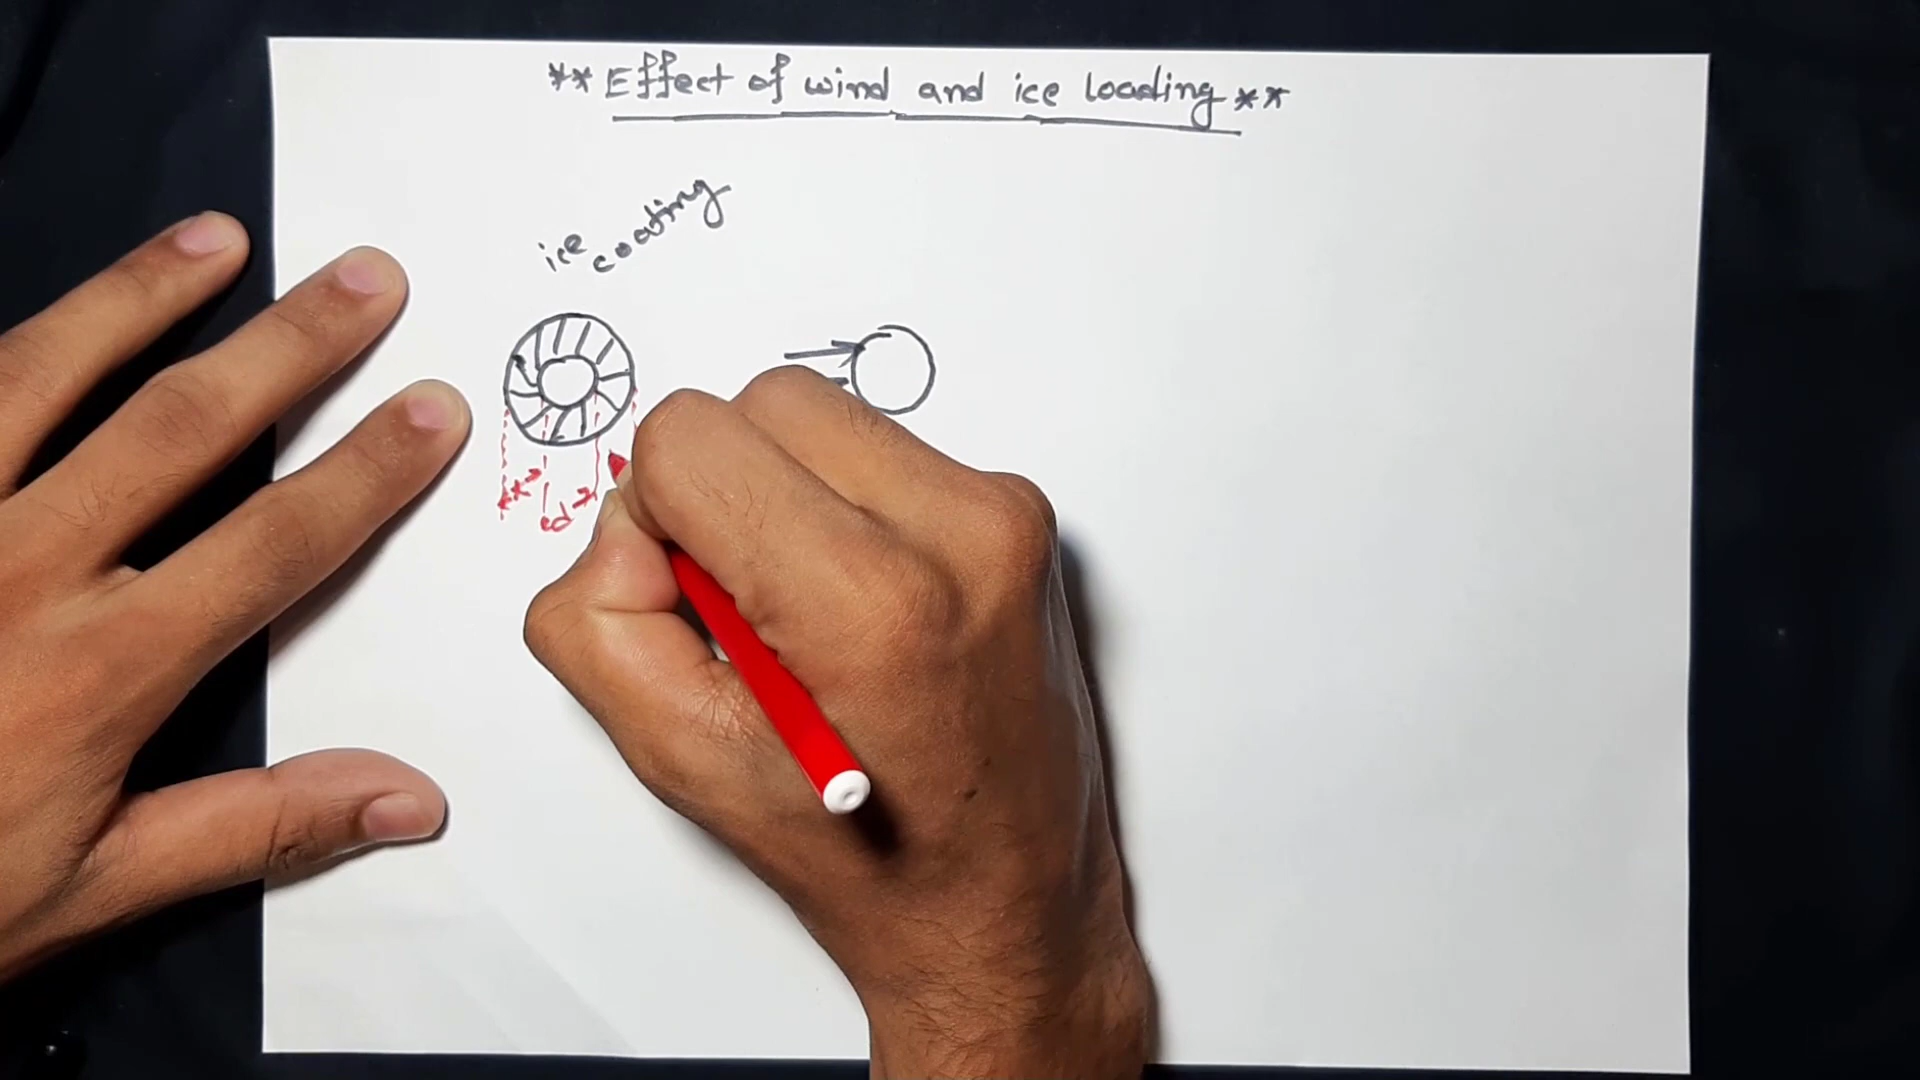 ** Effect of wind and ice loading **
ice coating
t
d